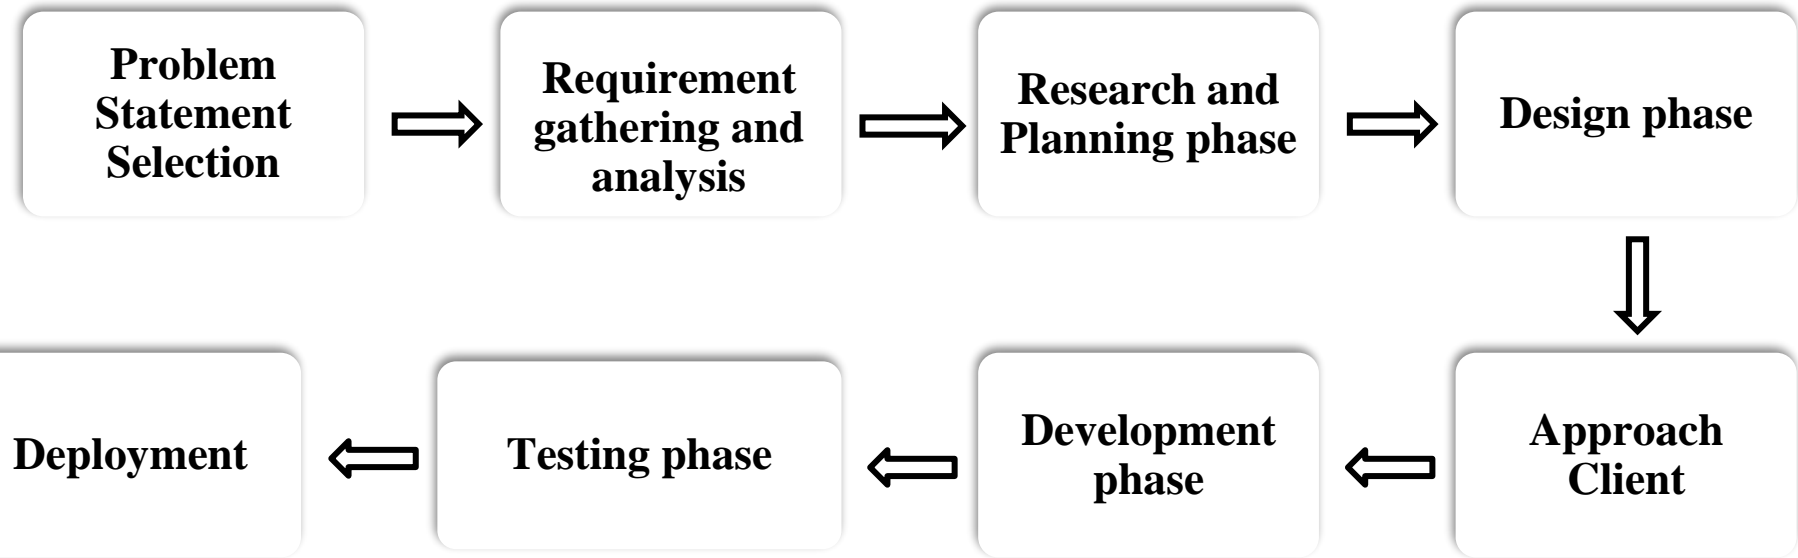 Problem
Statement
Selection
Requirement
gathering and
analysis
Research and
Planning phase
Design phase
Approach
Client
Development
phase
Testing phase
Deployment